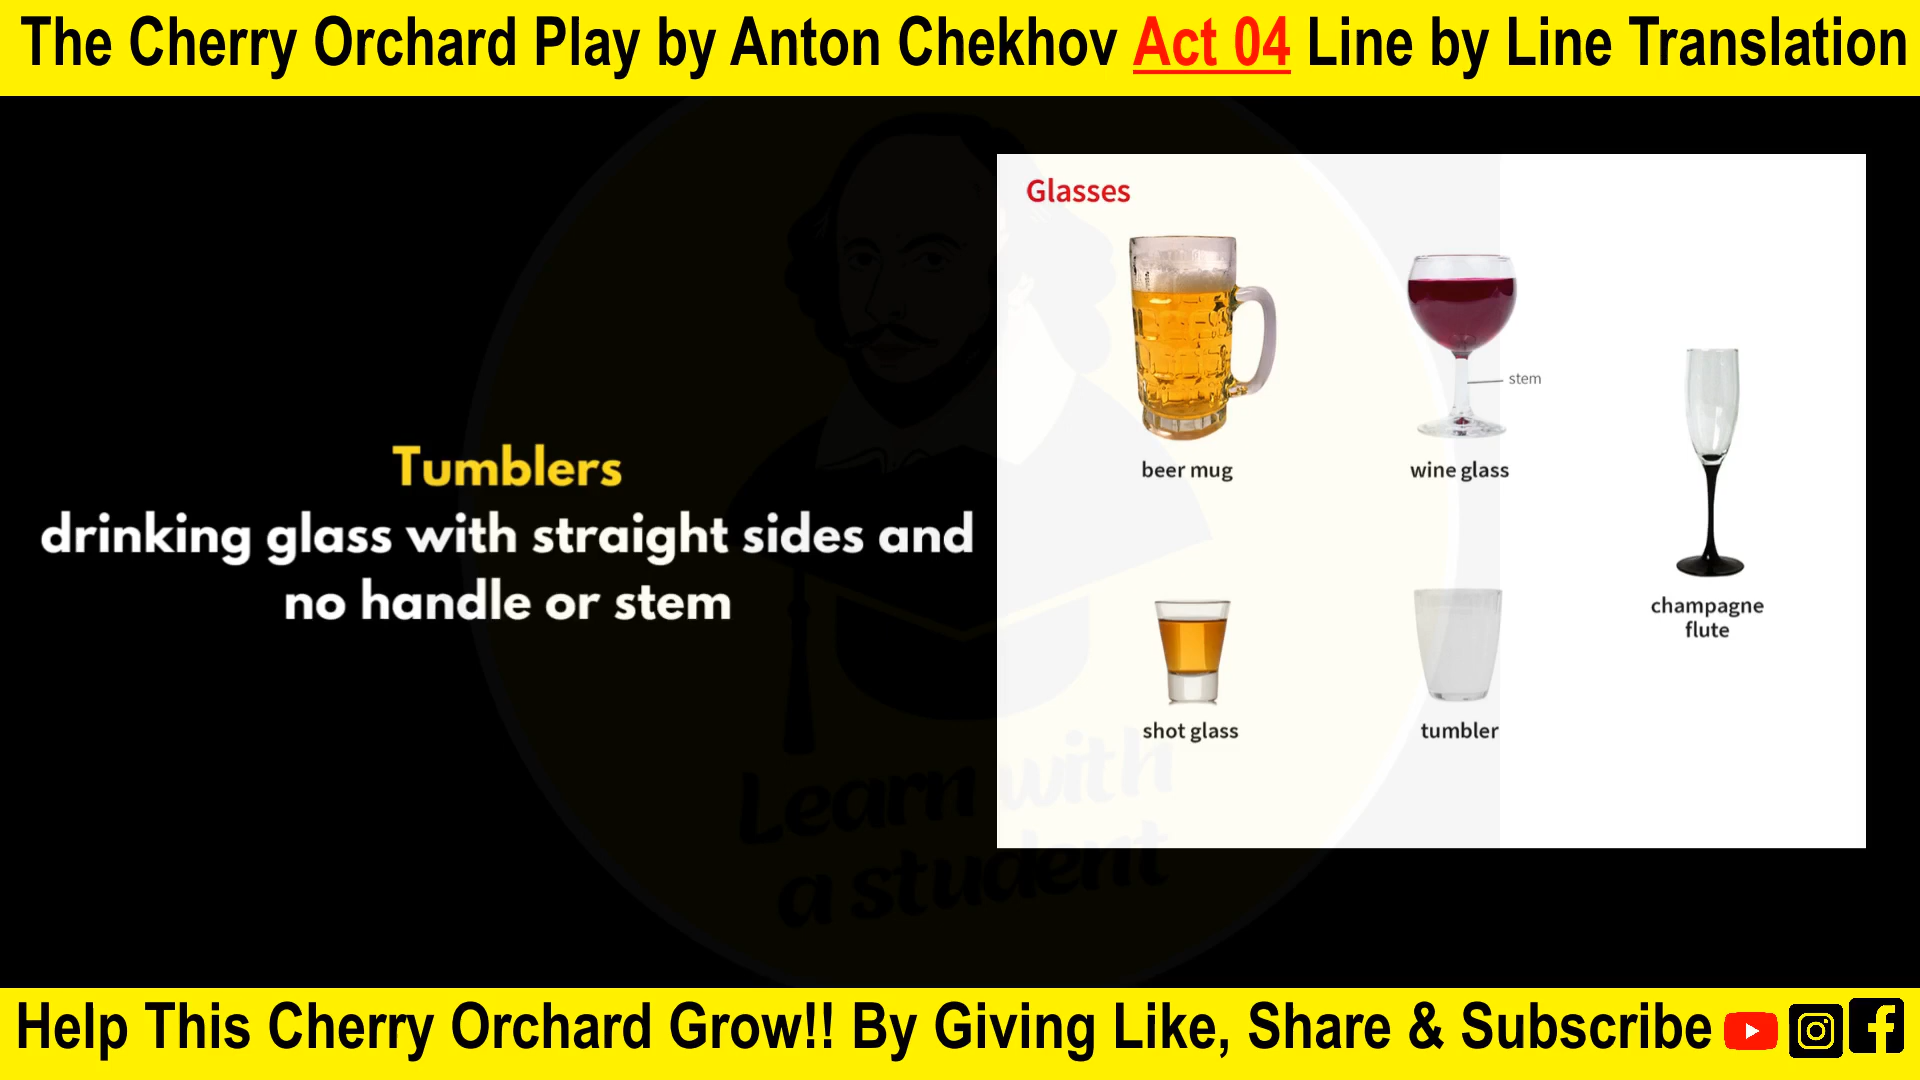 The Cherry Orchard Play by Anton Chekhov Act 04 Line by Line Translation
Glasses
beer mug
wine glass
stem
champagne
flute
shot glass
tumbler
Tumblers
drinking glass with straight sides and
no handle or stem
Learn with
a student
Help This Cherry Orchard Grow!! By Giving Like, Share & Subscribe